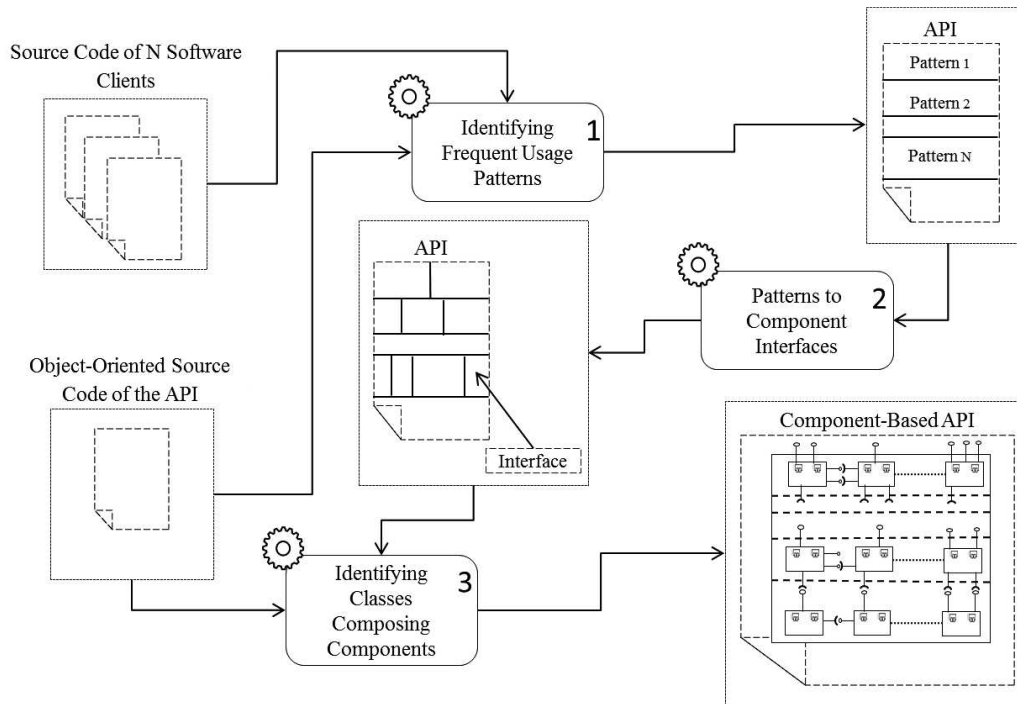 Source Code of N Software
Clients
Identifying
Frequent Usage
Patterns
1
API
Pattern 1
Pattern 2
Pattern N
API
Interface
Patterns to
Component
Interfaces
2
Object-Oriented Source
Code of the API
Identifying
Classes
Composing
Components
3
Component-Based API